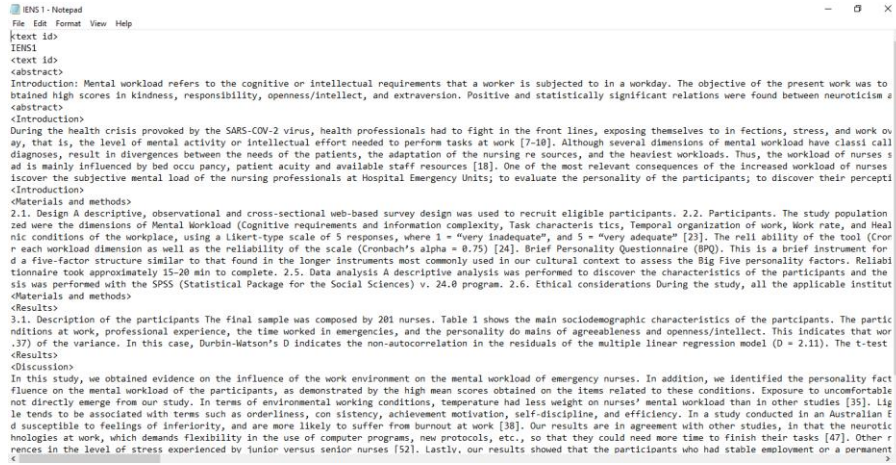 IENS 1 - Notepad
File Edit Format View Help
<text id>
IENS1
<text id>
<abstract>
Introduction: Mental workload refers to the cognitive or intellectual requirements that a worker is subjected to in a workday. The objective of the present work was to
btained high scores in kindness, responsibility, openness/intellect, and extraversion. Positive and statistically significant relations were found between neuroticism a
<abstract>
<Introduction>
During the health crisis provoked by the SARS-COV-2 virus, health professionals had to fight in the front lines, exposing themselves to in fections, stress, and work ov
ay, that is, the level of mental activity or intellectual effort needed to perform tasks at work [7–10]. Although several dimensions of mental workload have classi call
diagnoses, result in divergences between the needs of the patients, the adaptation of the nursing re sources, and the heaviest workloads. Thus, the workload of nurses s
ad is mainly influenced by bed occu pancy, patient acuity and available staff resources [18]. One of the most relevant consequences of the increased workload of nurses
iscover the subjective mental load of the nursing professionals at Hospital Emergency Units; to evaluate the personality of the participants; to discover their percepti
<Introduction>
<Materials and methods>
2.1. Design A descriptive, observational and cross-sectional web-based survey design was used to recruit eligible participants. 2.2. Participants. The study population
zed were the dimensions of Mental Workload (Cognitive requirements and information complexity, Task characteris tics, Temporal organization of work, Work rate, and Heal
nic conditions of the workplace, using a Likert-type scale of 5 responses, where 1 = “very inadequate”, and 5 = “very adequate” [23]. The reli ability of the tool (Cron
r each workload dimension as well as the reliability of the scale (Cronbach’s alpha = 0.75) [24]. Brief Personality Questionnaire (BPQ). This is a brief instrument for
d a five-factor structure similar to that found in the longer instruments most commonly used in our cultural context to assess the Big Five personality factors. Reliabi
tionnaire took approximately 15–20 min to complete. 2.5. Data analysis A descriptive analysis was performed to discover the characteristics of the participants and the
sis was performed with the SPSS (Statistical Package for the Social Sciences) v. 24.0 program. 2.6. Ethical considerations During the study, all the applicable institut
<Materials and methods>
<Results>
3.1. Description of the participants The final sample was composed by 201 nurses. Table 1 shows the main sociodemographic characteristics of the partcipants. The partic
nditions at work, professional experience, the time worked in emergencies, and the personality do mains of agreeableness and openness/intellect. This indicates that wor
.37) of the variance. In this case, Durbin-Watson’s D indicates the non-autocorrelation in the residuals of the multiple linear regression model (D = 2.11). The t-test
<Results>
<Discussion>
In this study, we obtained evidence on the influence of the work environment on the mental workload of emergency nurses. In addition, we identified the personality fact
fluence on the mental workload of the participants, as demonstrated by the high mean scores obtained on the items related to these conditions. Exposure to uncomfortable
not directly emerge from our study. In terms of environmental working conditions, temperature had less weight on nurses’ mental workload than in other studies [35]. Lig
le tends to be associated with terms such as orderliness, con sistency, achievement motivation, self-discipline, and efficiency. In a study conducted in an Australian E
d susceptible to feelings of inferiority, and are more likely to suffer from burnout at work [38]. Our results are in agreement with other studies, in that the neurotic
hnologies at work, which demands flexibility in the use of computer programs, new protocols, etc., so that they could need more time to finish their tasks [47]. Other r
rences in the level of stress experienced by junior versus senior nurses [52]. Lastly, our results showed that the participants who had stable employment or a permanent